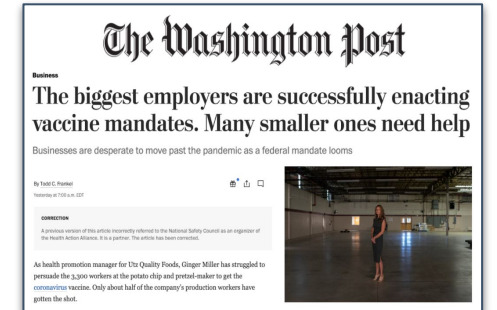 The Washington Post
Business
The biggest employers are successfully enacting
vaccine mandates. Many smaller ones need help
Businesses are desperate to move past the pandemic as a federal mandate looms
By Todd C. Frankel
Yesterday at 7:00 a.m. EDT
CORRECTION
A previous version of this article incorrectly referred to the National Safety Council as an organizer of
the Health Action Alliance. It is a partner. The article has been corrected.
As health promotion manager for Utz Quality Foods, Ginger Miller has struggled to
persuade the 3,300 workers at the potato chip and pretzel-maker to get the
coronavirus vaccine. Only about half of the company's production workers have
gotten the shot.